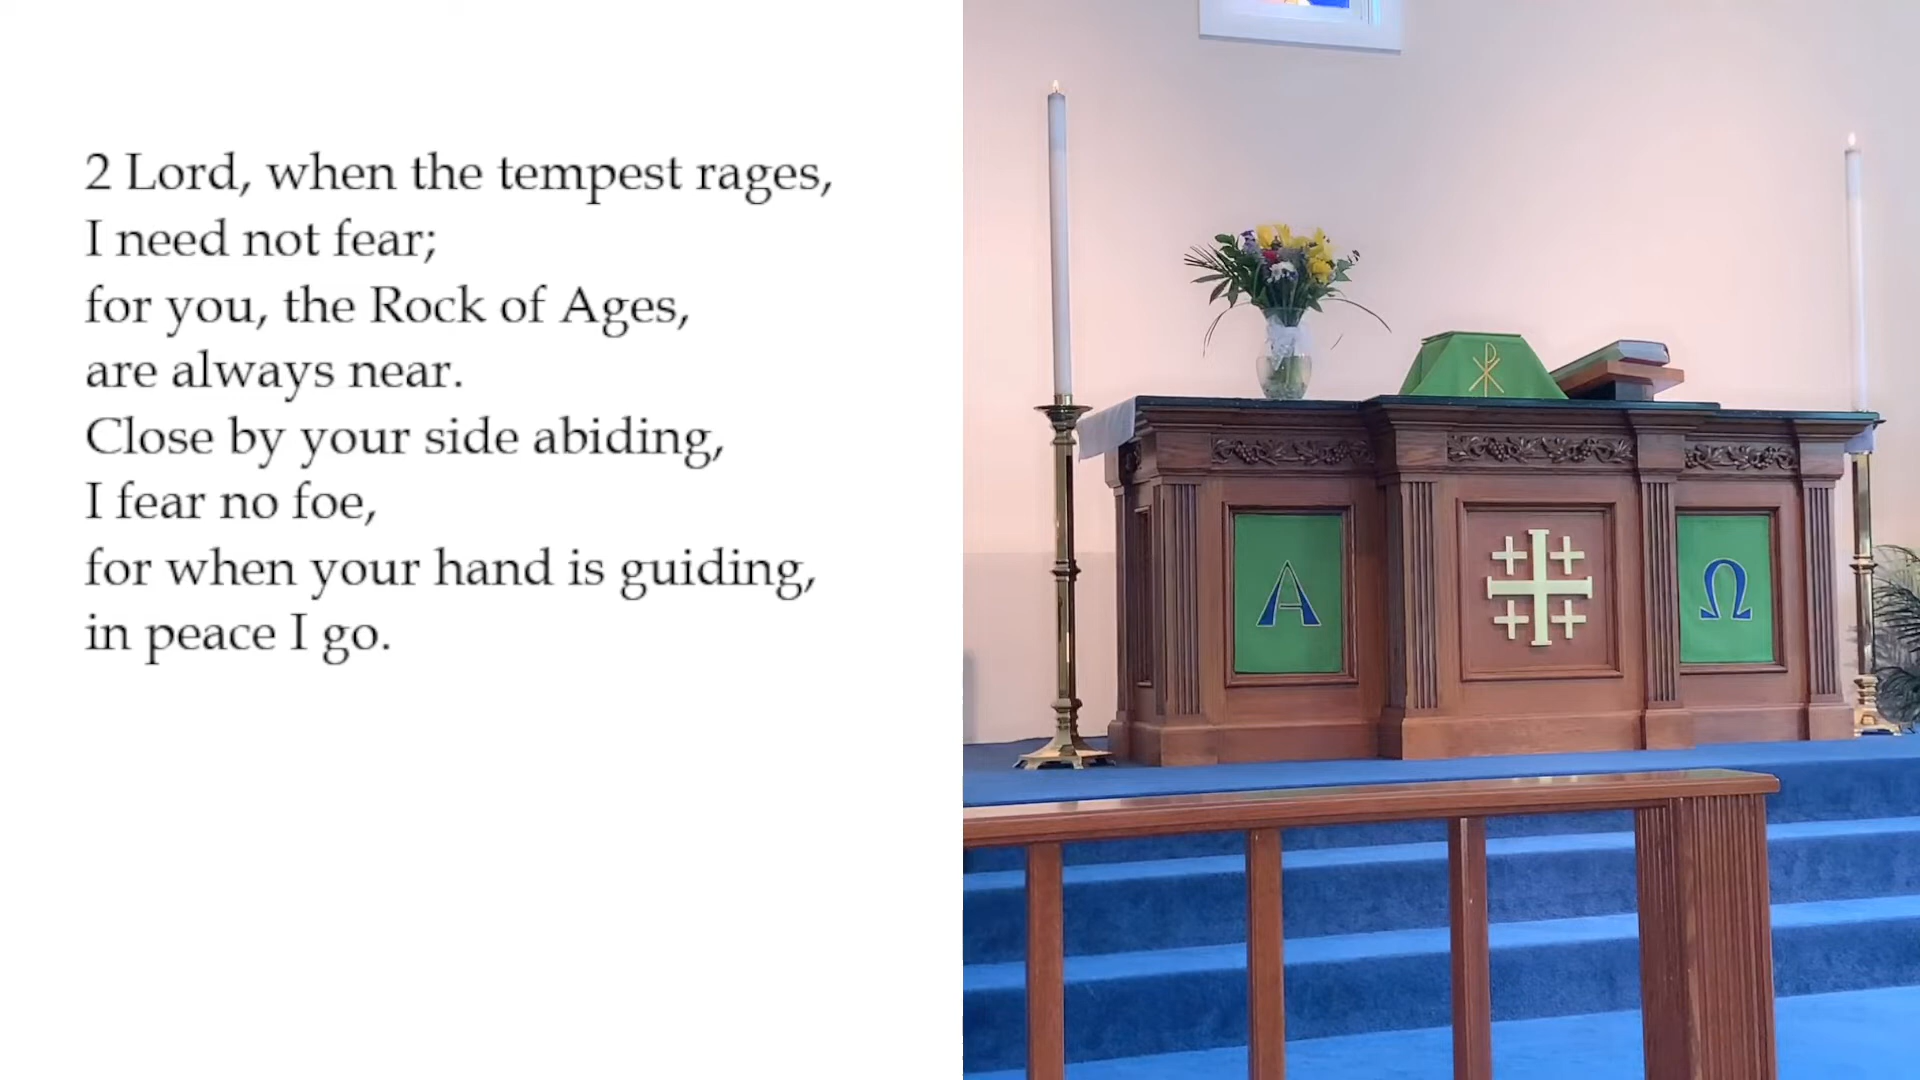 2 Lord, when the tempest rages,
I need not fear;
for you, the Rock of Ages,
are always near.
Close by your side abiding,
I fear no foe,
for when your hand is guiding,
in peace I go.
Α
Ω